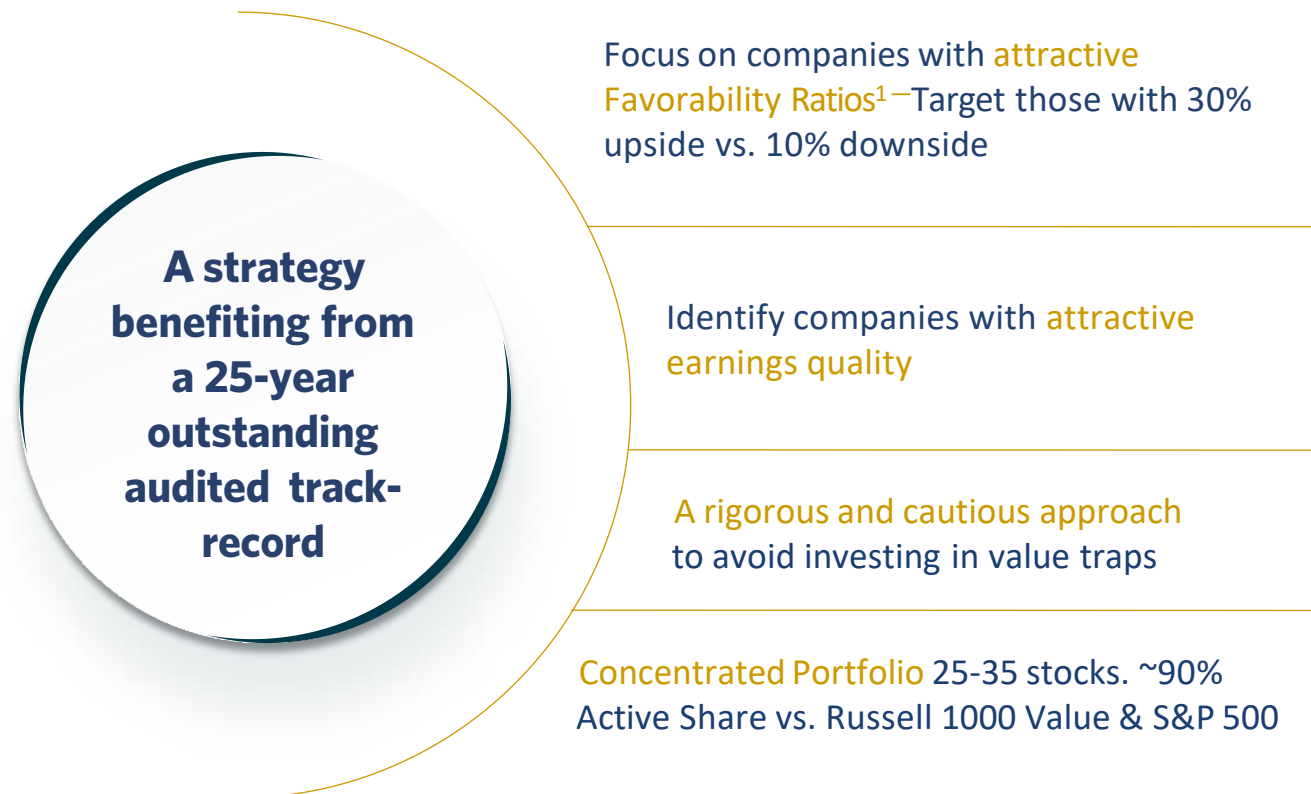 A strategy
benefiting from
a 25-year
outstanding
audited track-
record
Focus on companies with attractive
Favorability Ratios¹—Target those with 30%
upside vs. 10% downside
Identify companies with attractive
earnings quality
A rigorous and cautious approach
to avoid investing in value traps
Concentrated Portfolio 25-35 stocks. ~90%
Active Share vs. Russell 1000 Value & S&P 500